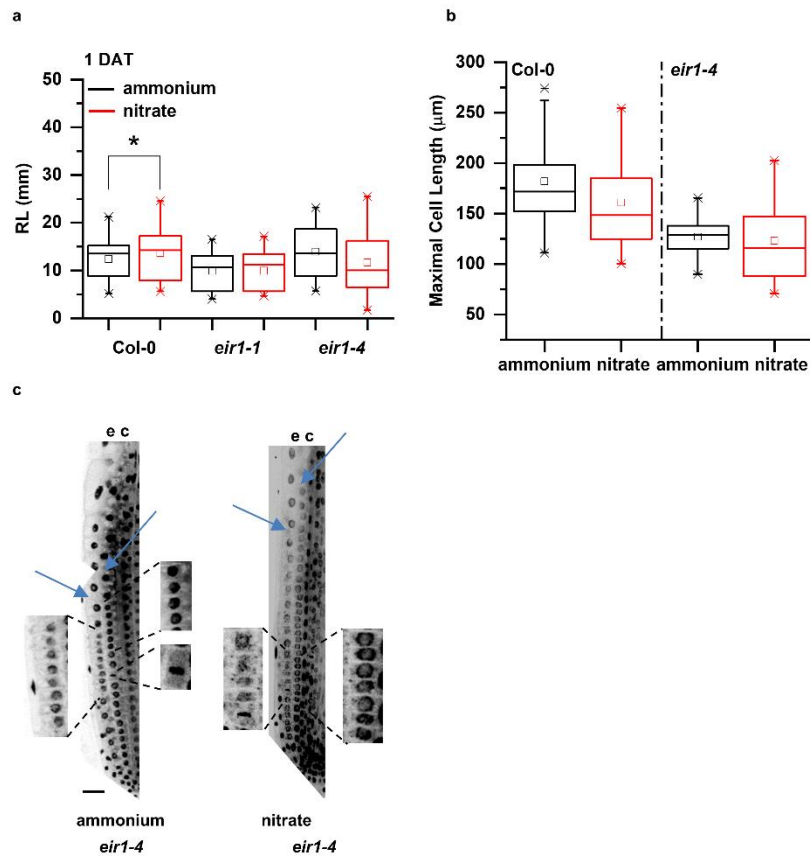 a
1 DAT
50
40
30
20
10
0
RL (mm)
ammonium
nitrate
*
Col-0 eir1-1 eir1-4
b
300
250
200
150
100
50
Maximal Cell Length (μm)
Col-0 eir1-4
ammonium nitrate ammonium nitrate
c
e c
e c
ammonium nitrate
eir1-4 eir1-4